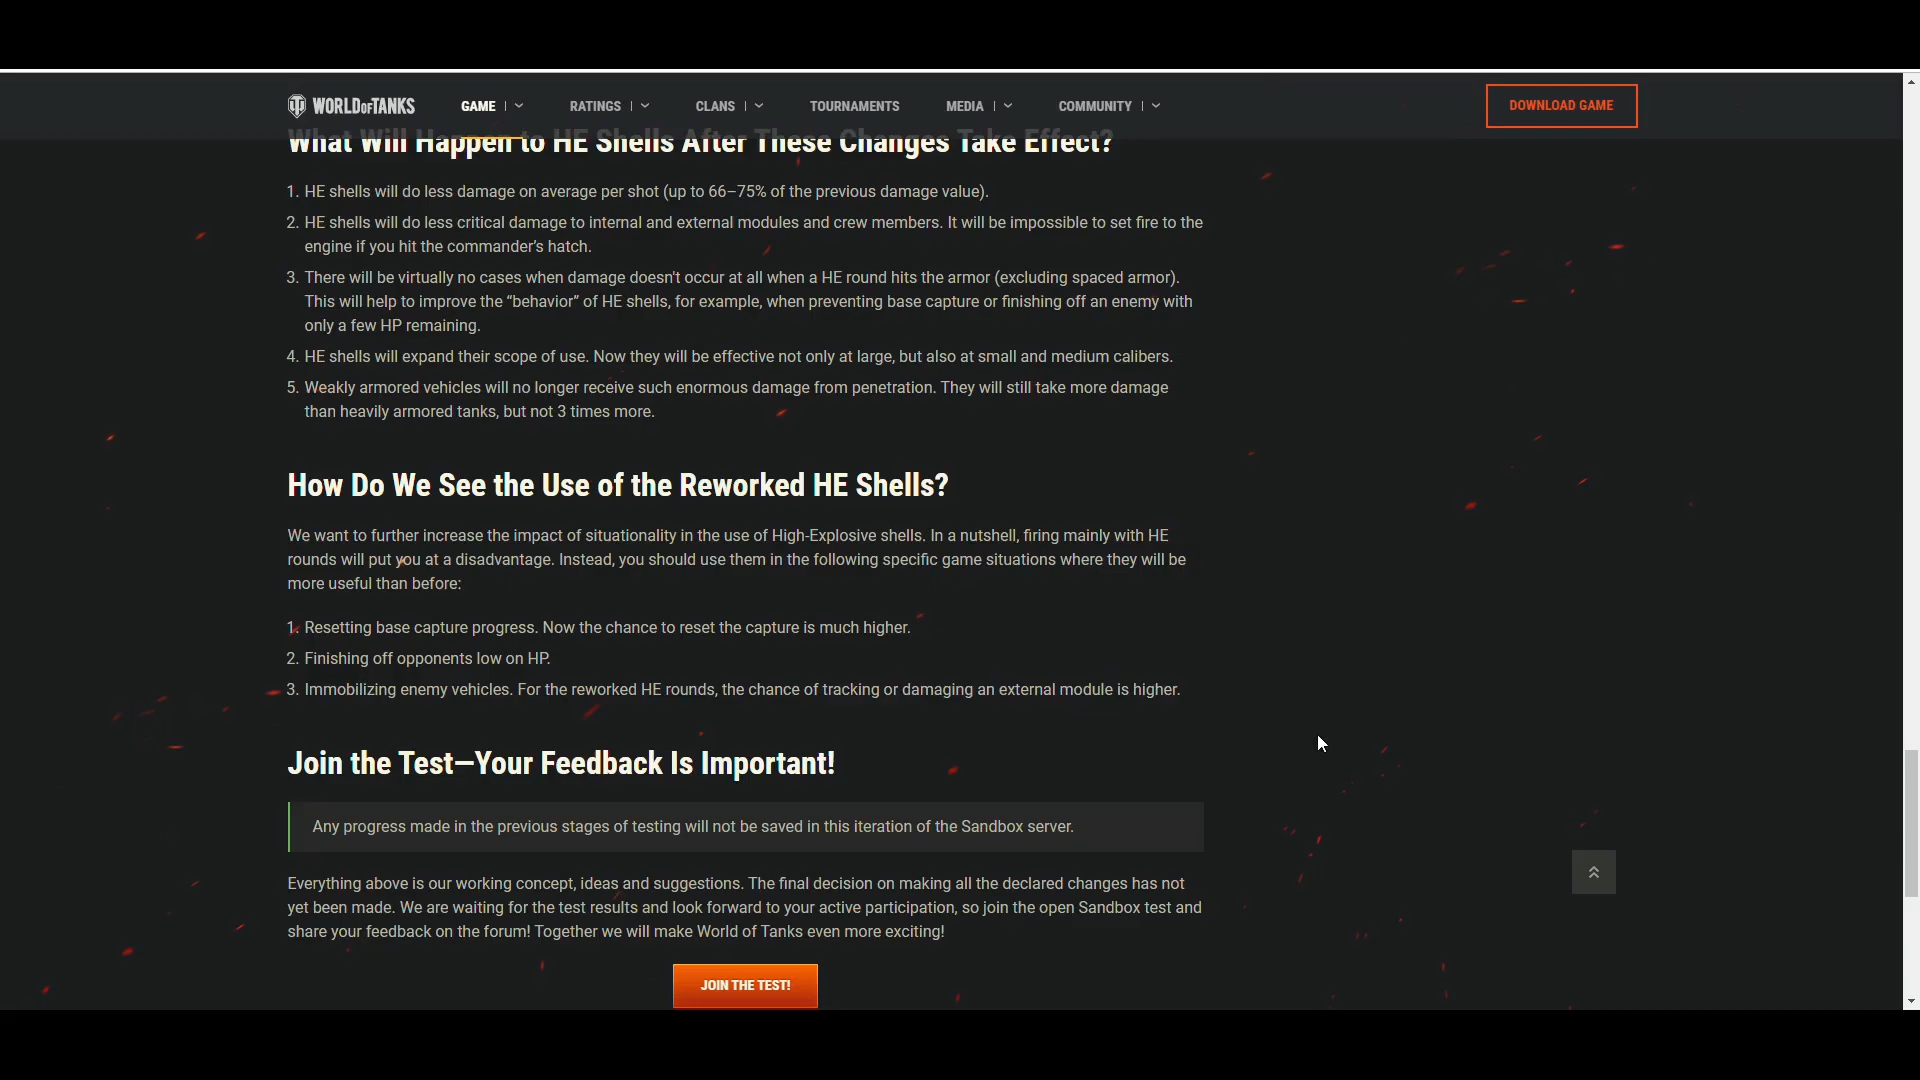 WORLD OF TANKS GAME RATINGS CLANS TOURNAMENTS MEDIA COMMUNITY DOWNLOAD GAME
What Will Happen to HE Shells After These Changes Take Effect?
1. HE shells will do less damage on average per shot (up to 66–75% of the previous damage value).
2. HE shells will do less critical damage to internal and external modules and crew members. It will be impossible to set fire to the
engine if you hit the commander's hatch.
3. There will be virtually no cases when damage doesn't occur at all when a HE round hits the armor (excluding spaced armor).
This will help to improve the “behavior” of HE shells, for example, when preventing base capture or finishing off an enemy with
only a few HP remaining.
4. HE shells will expand their scope of use. Now they will be effective not only at large, but also at small and medium calibers.
5. Weakly armored vehicles will no longer receive such enormous damage from penetration. They will still take more damage
than heavily armored tanks, but not 3 times more.
How Do We See the Use of the Reworked HE Shells?
We want to further increase the impact of situationality in the use of High-Explosive shells. In a nutshell, firing mainly with HE
rounds will put you at a disadvantage. Instead, you should use them in the following specific game situations where they will be
more useful than before:
1. Resetting base capture progress. Now the chance to reset the capture is much higher.
2. Finishing off opponents low on HP.
3. Immobilizing enemy vehicles. For the reworked HE rounds, the chance of tracking or damaging an external module is higher.
Join the Test—Your Feedback Is Important!
Any progress made in the previous stages of testing will not be saved in this iteration of the Sandbox server.
Everything above is our working concept, ideas and suggestions. The final decision on making all the declared changes has not
yet been made. We are waiting for the test results and look forward to your active participation, so join the open Sandbox test and
share your feedback on the forum! Together we will make World of Tanks even more exciting!
JOIN THE TEST!